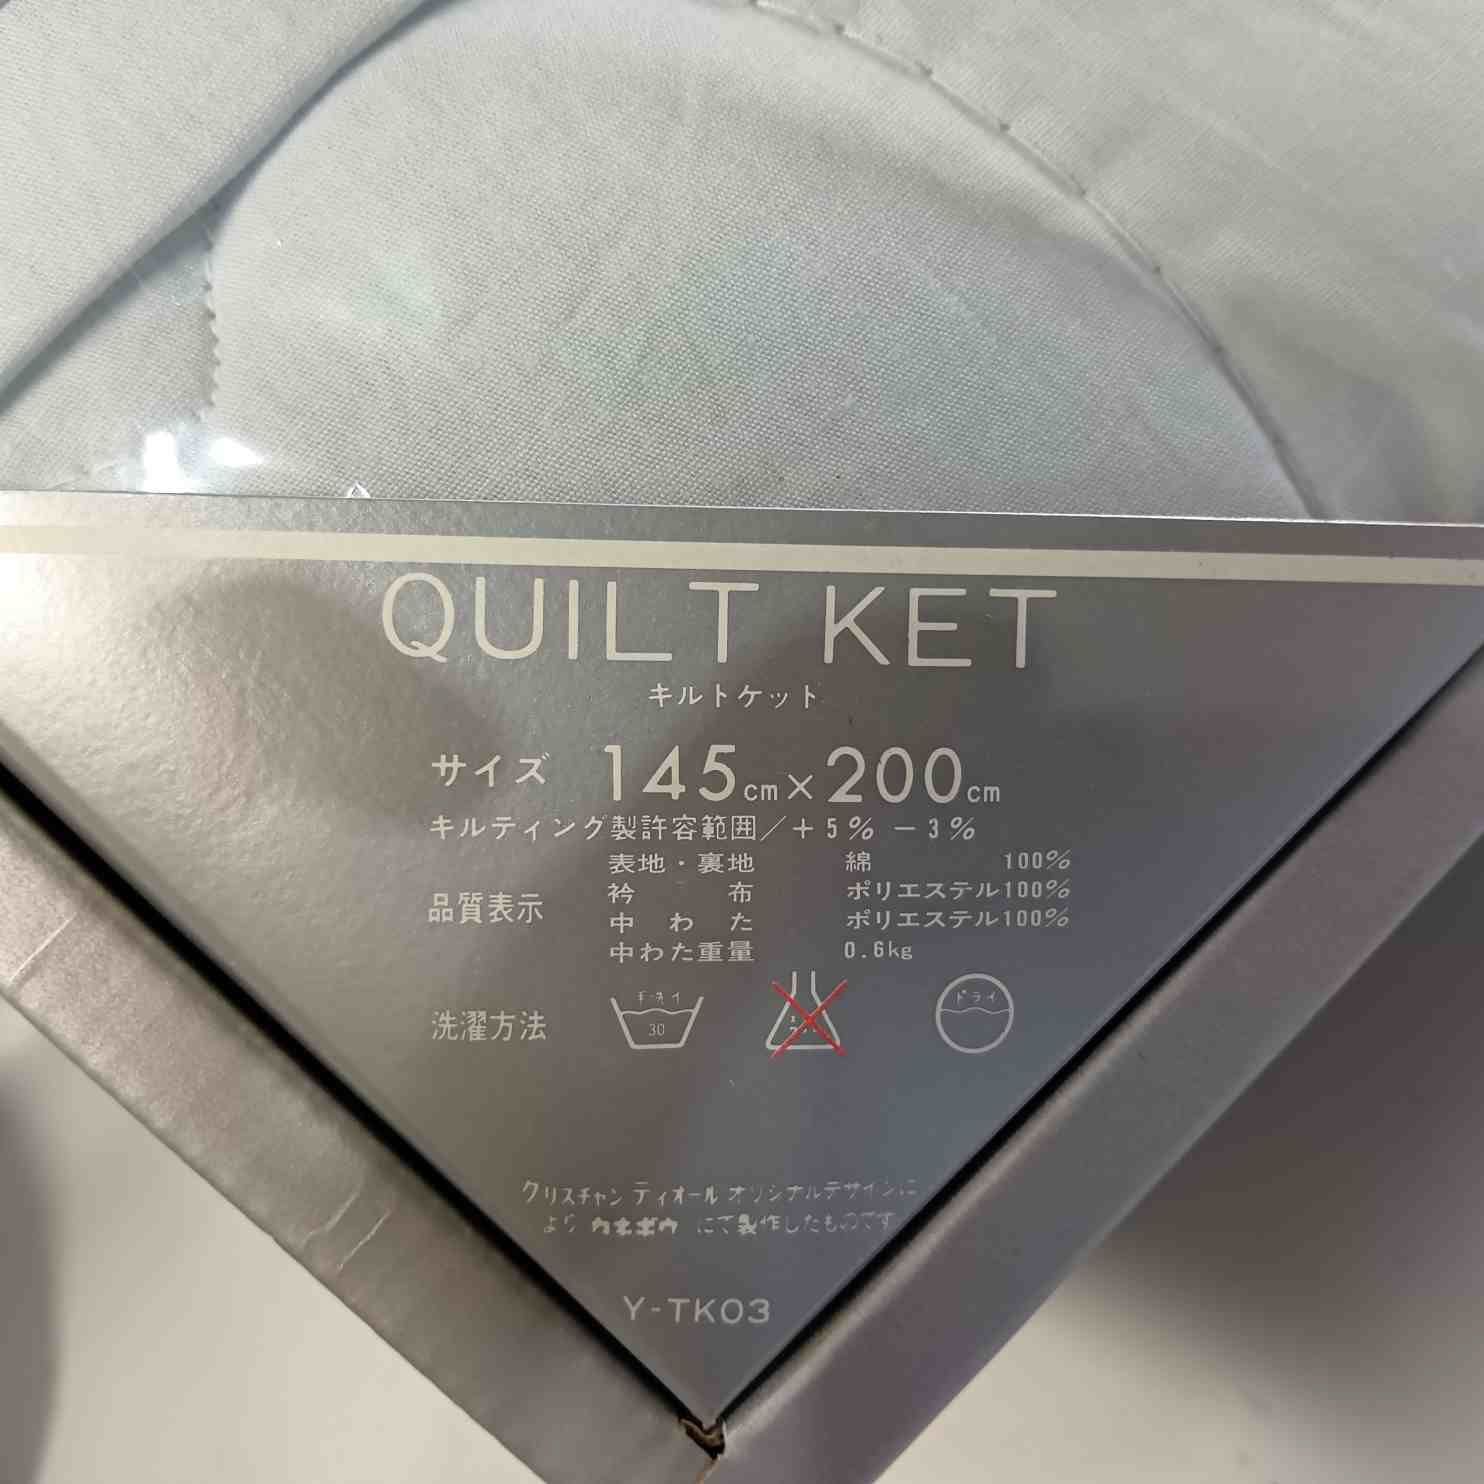 QUILT KET
キルトケット
サイズ 145cm×200cm
キルティング製許容範囲/+5% −3%
品質表示
表地・裏地 綿 100%
衿布 ポリエステル100%
中わた ポリエステル100%
中わた重量 0.6kg
洗濯方法
30
ドライ
クリスチャン ディオール オリジナルデザインに
より カネボウ にて製作したものです
Y-TK03